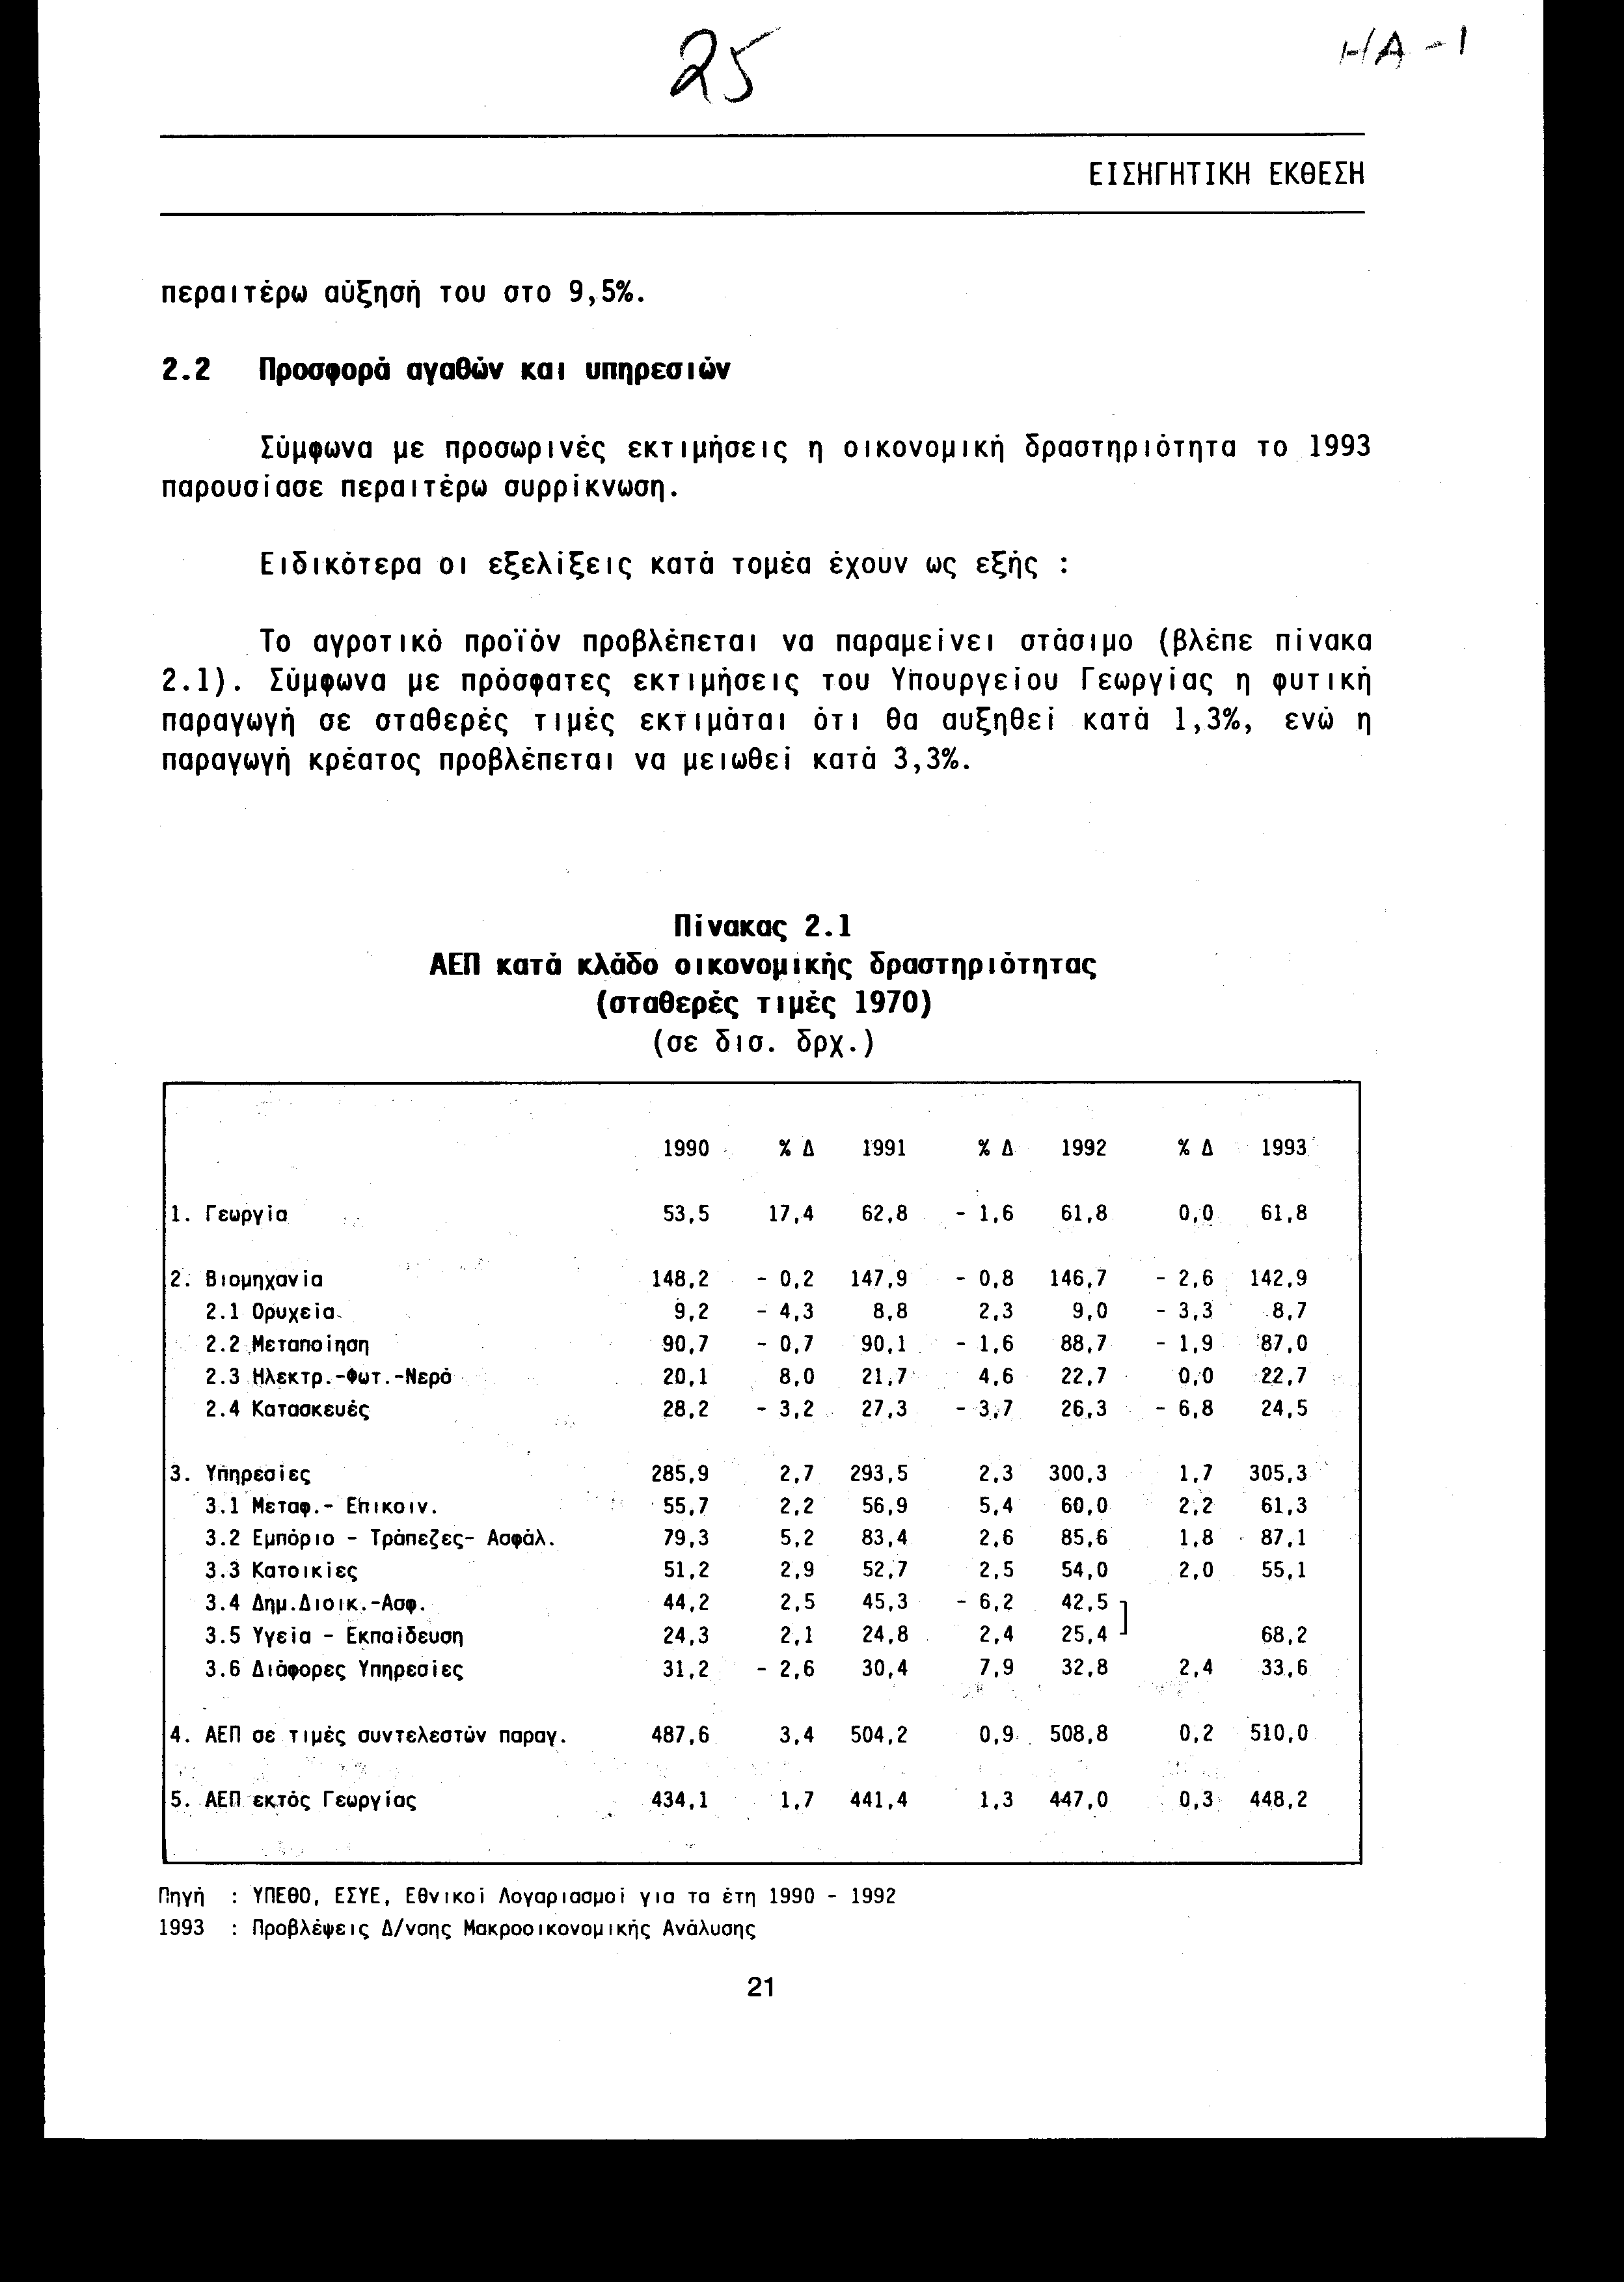 25
HA-1
ΕΙΣΗΓΗΤΙΚΗ ΕΚΘΕΣΗ
περαιτέρω αύξησή του στο 9,5%.
2.2 Προσφορά αγαθών και υπηρεσιών
Σύμφωνα με προσωρινές εκτιμήσεις η οικονομική δραστηριότητα το 1993
παρουσίασε περαιτέρω συρρίκνωση.
Ειδικότερα οι εξελίξεις κατά τομέα έχουν ως εξής :
Το αγροτικό προϊόν προβλέπεται να παραμείνει στάσιμο (βλέπε πίνακα
2.1). Σύμφωνα με πρόσφατες εκτιμήσεις του Υπουργείου Γεωργίας η φυτική
παραγωγή σε σταθερές τιμές εκτιμάται ότι θα αυξηθεί κατά 1,3%, ενώ η
παραγωγή κρέατος προβλέπεται να μειωθεί κατά 3,3%.
Πίνακας 2.1
ΑΕΠ κατά κλάδο οικονομικής δραστηριότητας
(σταθερές τιμές 1970)
(σε δισ. δρχ.)
1990 % Δ 1991 % Δ 1992 % Δ 1993
1. Γεωργία 53,5 17,4 62,8 - 1,6 61,8 0,0 61,8
2. Βιομηχανία 148,2 - 0,2 147,9 - 0,8 146,7 - 2,6 142,9
2.1 Ορυχεία 9,2 - 4,3 8,8 2,3 9,0 - 3,3 8,7
2.2 Μεταποίηση 90,7 - 0,7 90,1 - 1,6 88,7 - 1,9 87,0
2.3 Ηλεκτρ.-Φωτ.-Νερό 20,1 8,0 21,7 4,6 22,7 0,0 22,7
2.4 Κατασκευές 28,2 - 3,2 27,3 - 3,7 26,3 - 6,8 24,5
3. Υπηρεσίες 285,9 2,7 293,5 2,3 300,3 1,7 305,3
3.1 Μεταφ.- Επικοιν. 55,7 2,2 56,9 5,4 60,0 2,2 61,3
3.2 Εμπόριο - Τράπεζες- Ασφάλ. 79,3 5,2 83,4 2,6 85,6 1,8 87,1
3.3 Κατοικίες 51,2 2,9 52,7 2,5 54,0 2,0 55,1
3.4 Δημ.Διοικ.-Ασφ. 44,2 2,5 45,3 - 6,2 42,5
3.5 Υγεία - Εκπαίδευση 24,3 2,1 24,8 2,4 25,4 68,2
3.6 Διάφορες Υπηρεσίες 31,2 - 2,6 30,4 7,9 32,8 2,4 33,6
4. ΑΕΠ σε τιμές συντελεστών παραγ. 487,6 3,4 504,2 0,9 508,8 0,2 510,0
5. ΑΕΠ εκτός Γεωργίας 434,1 1,7 441,4 1,3 447,0 0,3 448,2
Πηγή : ΥΠΕΘΟ, ΕΣΥΕ, Εθνικοί Λογαριασμοί για τα έτη 1990 - 1992
1993 : Προβλέψεις Δ/νσης Μακροοικονομικής Ανάλυσης
21